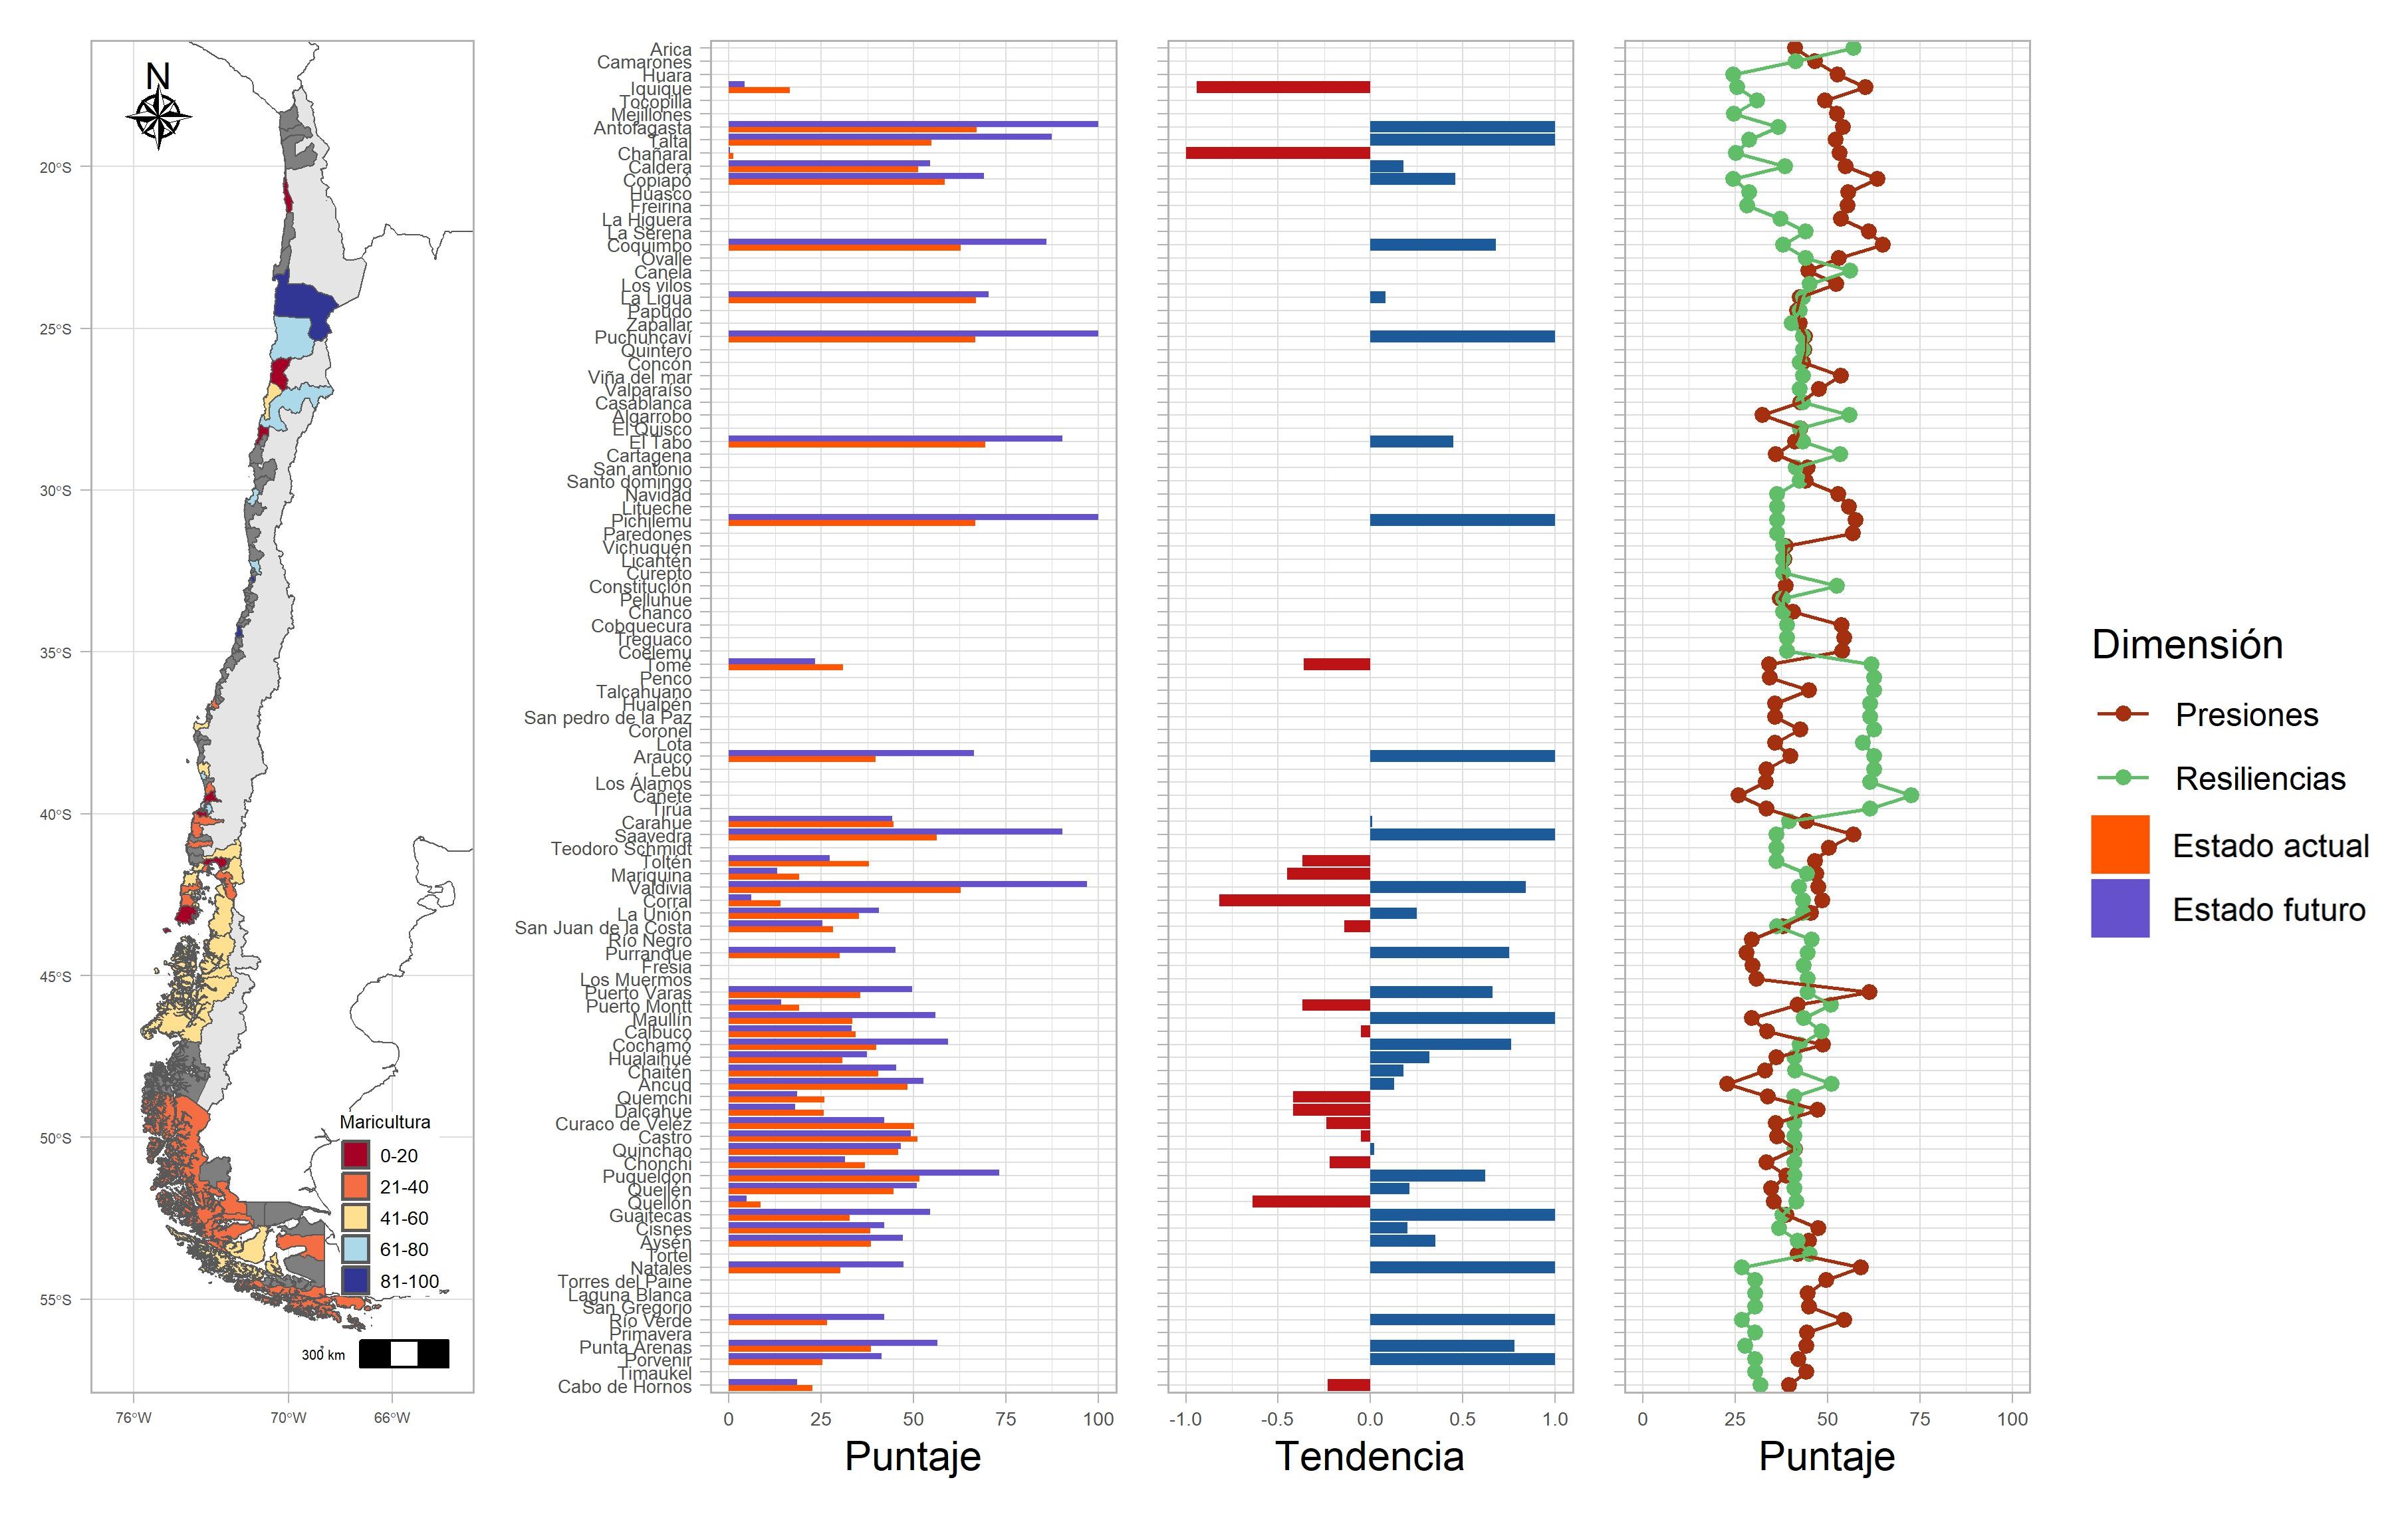 N
20°S
25°S
30°S
35°S
40°S
45°S
50°S
55°S
76°W
70°W
66°W
Maricultura
0-20
21-40
41-60
61-80
81-100
300 km
Arica
Camarones
Huara
Iquique
Tocopilla
Mejillones
Antofagasta
Taltal
Chañaral
Caldera
Copiapó
Huasco
Freirina
La Higuera
La Serena
Coquimbo
Ovalle
Canela
Los vilos
La Ligua
Papudo
Zapallar
Puchuncaví
Quintero
Concón
Viña del mar
Valparaíso
Casablanca
Algarrobo
El Quisco
El Tabo
Cartagena
San antonio
Santo domingo
Navidad
Litueche
Pichilemu
Paredones
Vichuquén
Licantén
Curepto
Constitución
Pelluhue
Chanco
Cobquecura
Treguaco
Coelemu
Tomé
Penco
Talcahuano
Hualpén
San pedro de la Paz
Coronel
Lota
Arauco
Lebu
Los Álamos
Cañete
Tirúa
Carahue
Saavedra
Teodoro Schmidt
Toltén
Mariquina
Valdivia
Corral
La Unión
San Juan de la Costa
Río Negro
Purranque
Fresia
Los Muermos
Puerto Varas
Puerto Montt
Maullín
Calbuco
Cochamó
Hualaihué
Chaitén
Ancud
Quemchi
Dalcahue
Curaco de Velez
Castro
Quinchao
Chonchi
Puqueldon
Queilén
Quellón
Guaitecas
Cisnes
Aysén
Tortel
Natales
Torres del Paine
Laguna Blanca
San Gregorio
Río Verde
Primavera
Punta Arenas
Porvenir
Timaukel
Cabo de Hornos
0 25 50 75 100
Puntaje
-1.0 -0.5 0.0 0.5 1.0
Tendencia
0 25 50 75 100
Puntaje
Dimensión
Presiones
Resiliencias
Estado actual
Estado futuro